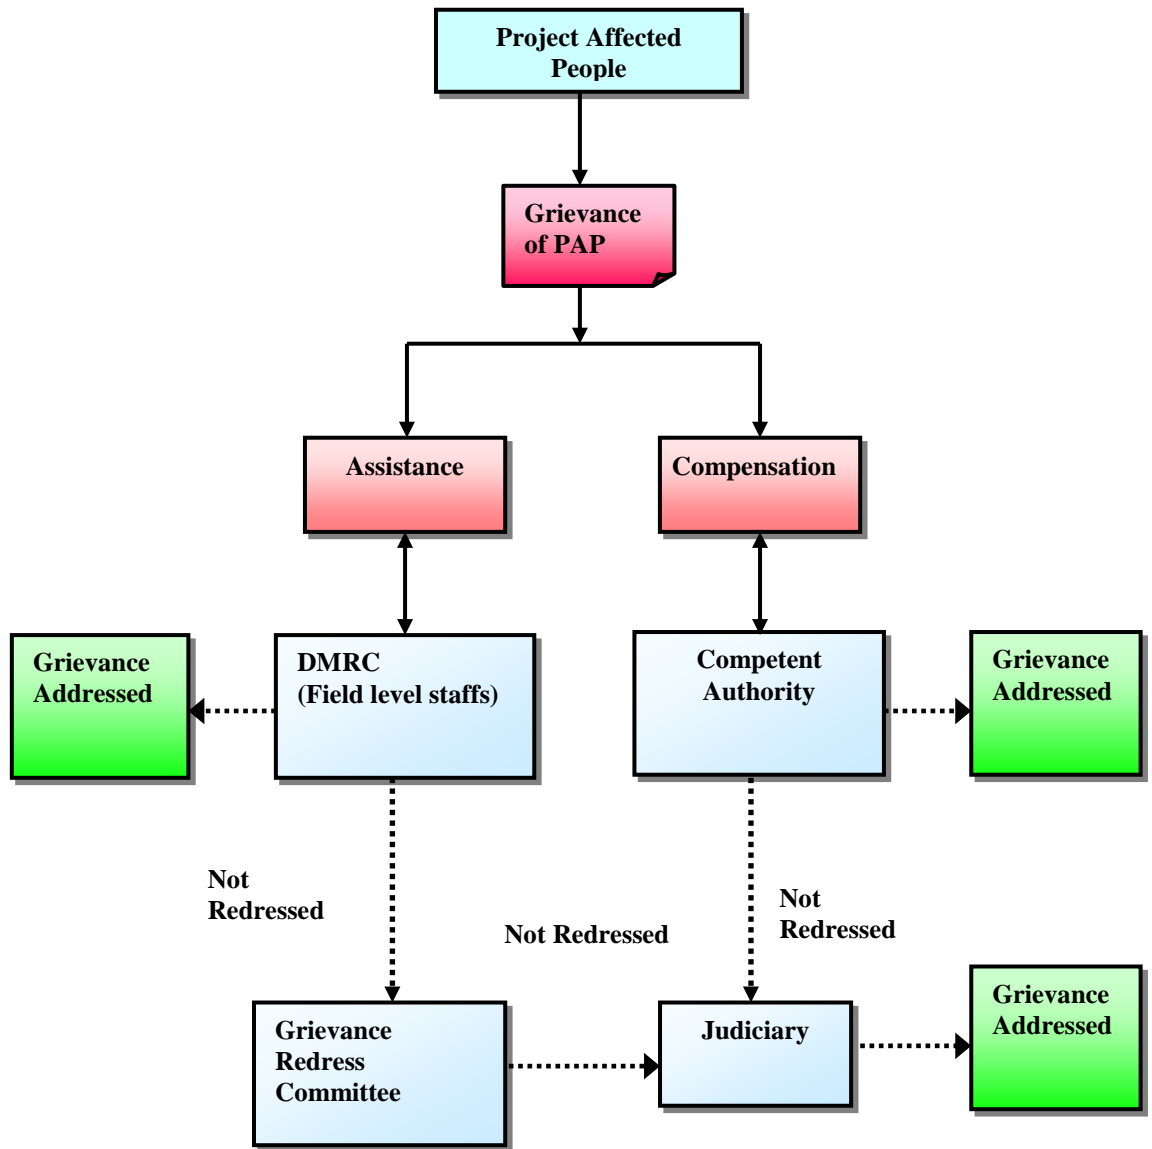 Project Affected
People
Grievance
of PAP
Assistance
Compensation
Grievance
Addressed
DMRC
(Field level staffs)
Competent
Authority
Grievance
Addressed
Not
Redressed
Not Redressed
Not
Redressed
Grievance
Redress
Committee
Judiciary
Grievance
Addressed